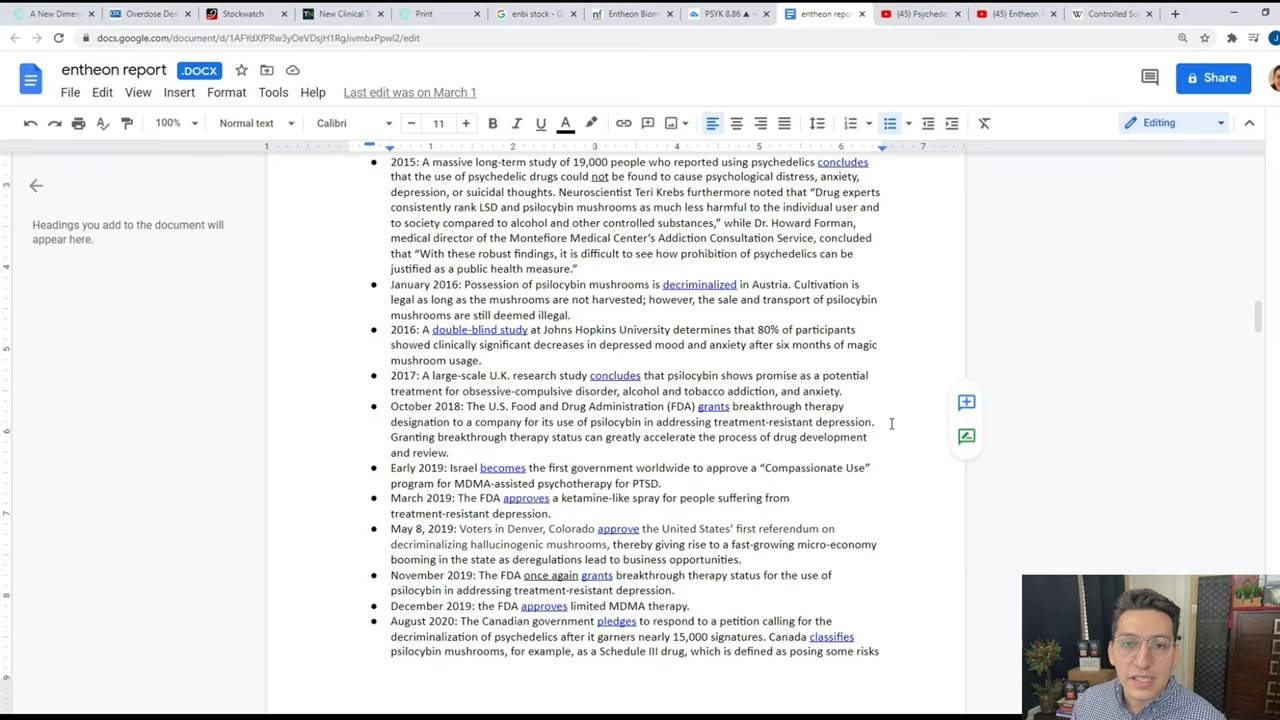 A New Dimen
Overdose Dea
Stockwatch
New Clinical T
Print
enbi stock - G
Entheon Biom
PSYK 8.86 ▲
entheon repo
(45) Psychede
(45) Entheon
Controlled Su
docs.google.com/document/d/1AFYdXfPRw3yOeVDsjH1RgJivmbxPpwl2/edit
entheon report .DOCX
Share
File Edit View Insert Format Tools Help Last edit was on March 1
100% Normal text Calibri 11 Editing
1 1 2 3 4 5 6 7
Headings you add to the document will
appear here.
3
4
5
6
7
8
9
2015: A massive long-term study of 19,000 people who reported using psychedelics concludes
that the use of psychedelic drugs could not be found to cause psychological distress, anxiety,
depression, or suicidal thoughts. Neuroscientist Teri Krebs furthermore noted that “Drug experts
consistently rank LSD and psilocybin mushrooms as much less harmful to the individual user and
to society compared to alcohol and other controlled substances,” while Dr. Howard Forman,
medical director of the Montefiore Medical Center’s Addiction Consultation Service, concluded
that “With these robust findings, it is difficult to see how prohibition of psychedelics can be
justified as a public health measure.”
January 2016: Possession of psilocybin mushrooms is decriminalized in Austria. Cultivation is
legal as long as the mushrooms are not harvested; however, the sale and transport of psilocybin
mushrooms are still deemed illegal.
2016: A double-blind study at Johns Hopkins University determines that 80% of participants
showed clinically significant decreases in depressed mood and anxiety after six months of magic
mushroom usage.
2017: A large-scale U.K. research study concludes that psilocybin shows promise as a potential
treatment for obsessive-compulsive disorder, alcohol and tobacco addiction, and anxiety.
October 2018: The U.S. Food and Drug Administration (FDA) grants breakthrough therapy
designation to a company for its use of psilocybin in addressing treatment-resistant depression.
Granting breakthrough therapy status can greatly accelerate the process of drug development
and review.
Early 2019: Israel becomes the first government worldwide to approve a “Compassionate Use”
program for MDMA-assisted psychotherapy for PTSD.
March 2019: The FDA approves a ketamine-like spray for people suffering from
treatment-resistant depression.
May 8, 2019: Voters in Denver, Colorado approve the United States’ first referendum on
decriminalizing hallucinogenic mushrooms, thereby giving rise to a fast-growing micro-economy
booming in the state as deregulations lead to business opportunities.
November 2019: The FDA once again grants breakthrough therapy status for the use of
psilocybin in addressing treatment-resistant depression.
December 2019: the FDA approves limited MDMA therapy.
August 2020: The Canadian government pledges to respond to a petition calling for the
decriminalization of psychedelics after it garners nearly 15,000 signatures. Canada classifies
psilocybin mushrooms, for example, as a Schedule III drug, which is defined as posing some risks